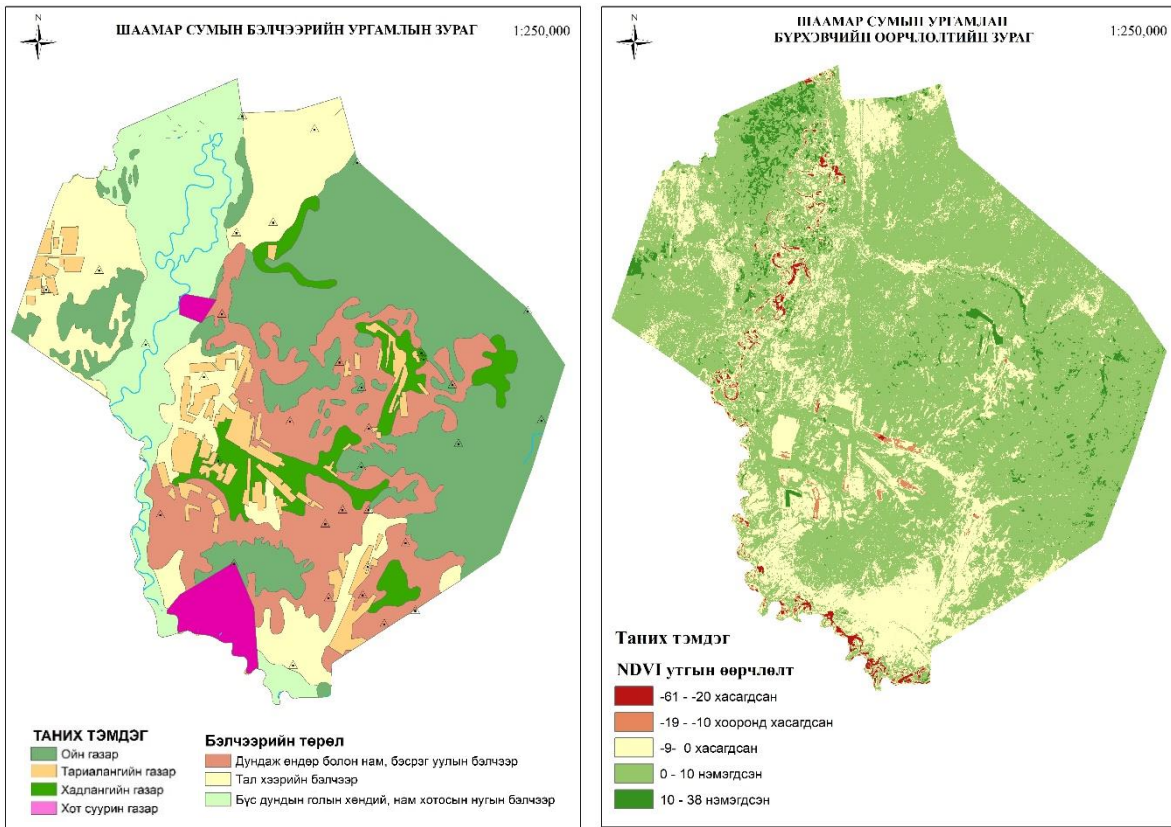 N
ШААМАР СУМЫН БЭЛЧЭЭРИЙН УРГАМЛЫН ЗУРАГ
1:250,000
ТАНИХ ТЭМДЭГ
Ойн газар
Тариалангийн газар
Хадлангийн газар
Хот суурин газар
Бэлчээрийн төрөл
Дундаж өндөр болон нам, бэсрэг уулын бэлчээр
Тал хээрийн бэлчээр
Бүс дундын голын хөндий, нам хотосын нугын бэлчээр
N
ШААМАР СУМЫН УРГАМЛАН
БҮРХЭВЧИЙН ӨӨРЧЛӨЛТИЙН ЗУРАГ
1:250,000
Таних тэмдэг
NDVI утгын өөрчлөлт
-61 - -20 хасагдсан
-19 - -10 хооронд хасагдсан
-9- 0 хасагдсан
0 - 10 нэмэгдсэн
10 - 38 нэмэгдсэн